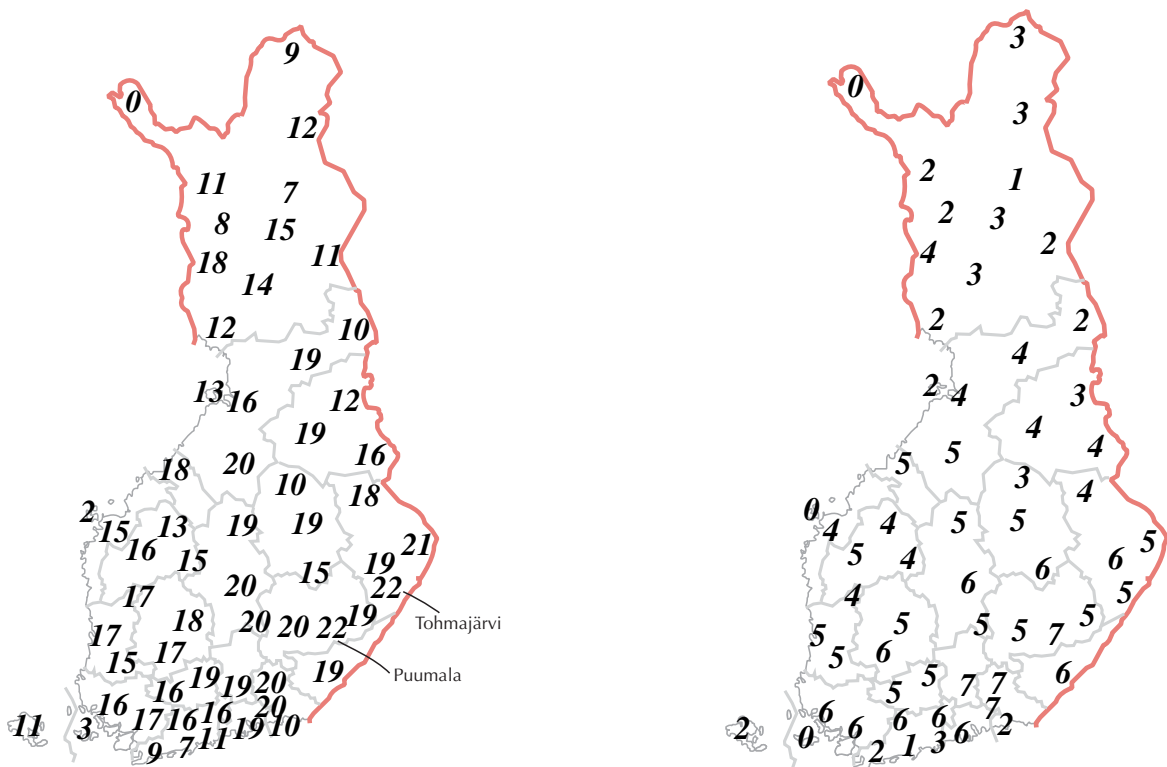 9 3
0 0
12 3
11 7 2 1
8 15 2 3
18 11 4 2
14 3
12 10 2 2
19 4
13 16 12 2 4 3
19 4
20 16 5 4
18 5
10 18 3 4
2 0
15 13 19 19 4 4 5 5
16 21 5 5
15 15 19 4 6 6
20 22 6 5
17 4
Tohmajärvi
18 20 20 22 19 5 5 5 7 5
17 5
15 17 5 6
Puumala
19 19 20 19 5 7 7 6
16 5
16 20 6 7
11 3 17 16 16 19 10 2 0 6 6 6 6 2
9 7 11 2 1 3